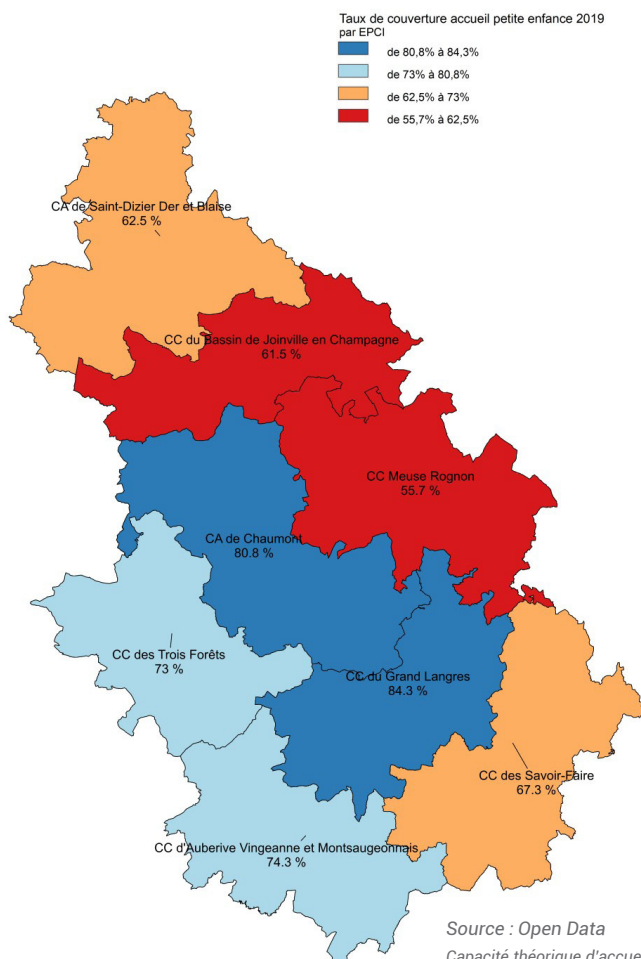 Taux de couverture accueil petite enfance 2019
par EPCI
de 80,8% à 84,3%
de 73% à 80,8%
de 62,5% à 73%
de 55,7% à 62,5%
CA de Saint-Dizier Der et Blaise
62.5 %
CC du Bassin de Joinville en Champagne
61.5 %
CC Meuse Rognon
55.7 %
CA de Chaumont
80.8 %
CC des Trois Forêts
73 %
CC du Grand Langres
84.3 %
CC des Savoir-Faire
67.3 %
CC d'Auberive Vingeanne et Montsaugeonnais
74.3 %
Source : Open Data
Capacité théorique d'accue